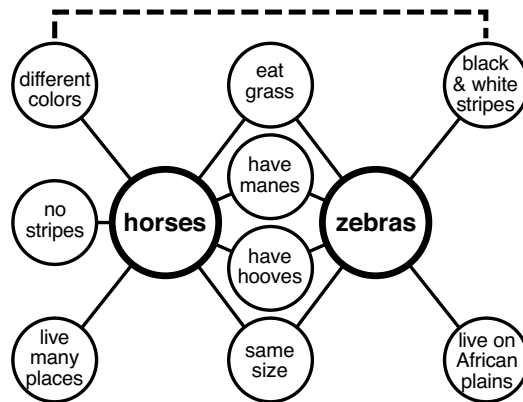 different
colors
eat
grass
black
& white
stripes
have
manes
no
stripes
horses
zebras
have
hooves
live
many
places
same
size
live on
African
plains